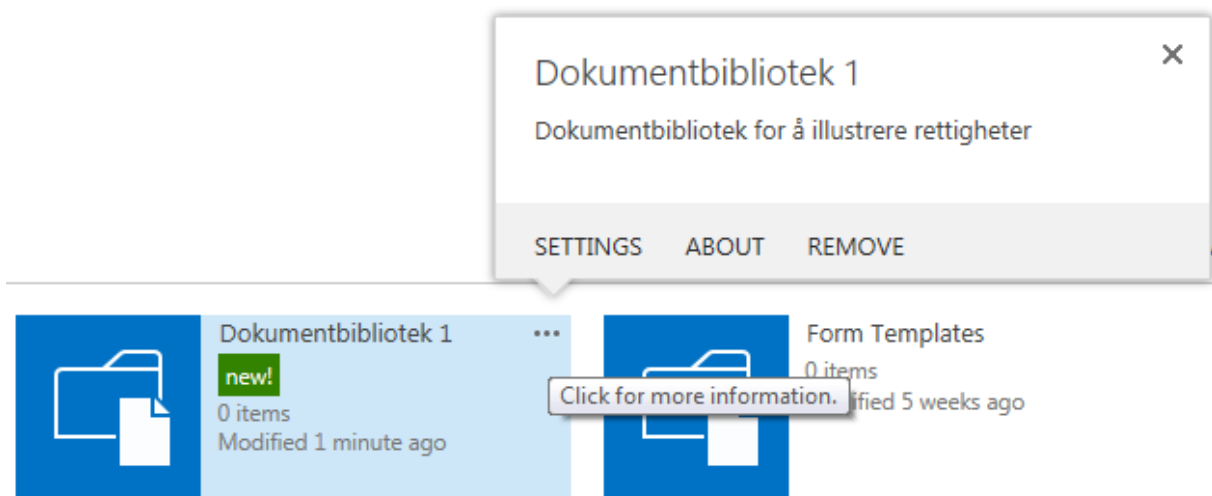 Dokumentbibliotek 1
Dokumentbibliotek for å illustrere rettigheter
SETTINGS ABOUT REMOVE
Dokumentbibliotek 1
new!
0 items
Modified 1 minute ago
Form Templates
0 items
Click for more information.
5 weeks ago